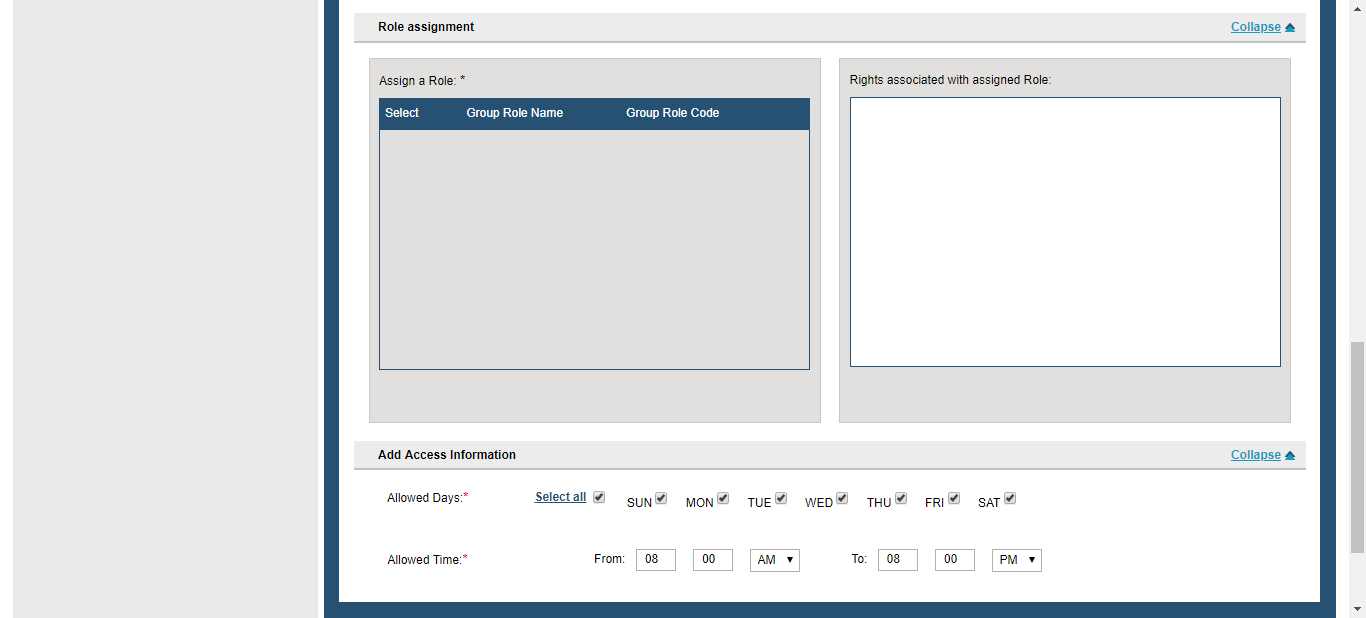 Role assignment Collapse
Assign a Role: *
Rights associated with assigned Role:
Select Group Role Name Group Role Code
Add Access Information Collapse
Allowed Days:* Select all SUN MON TUE WED THU FRI SAT
Allowed Time:* From: 08 00 AM To: 08 00 PM